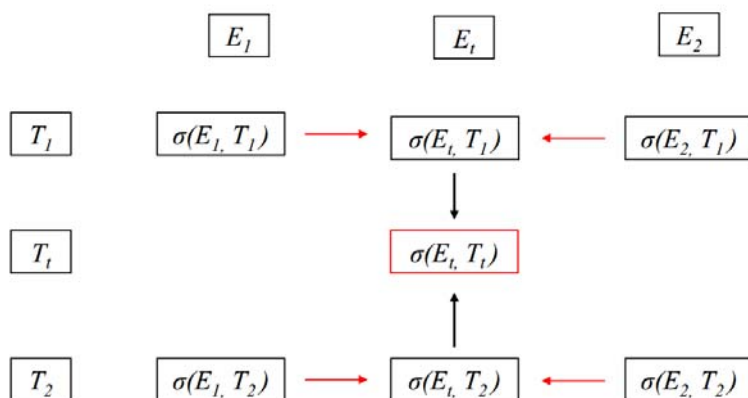 E₁ Eₜ E₂
T₁ σ(E₁, T₁) σ(Eₜ, T₁) σ(E₂, T₁)
Tₜ σ(Eₜ, Tₜ)
T₂ σ(E₁, T₂) σ(Eₜ, T₂) σ(E₂, T₂)